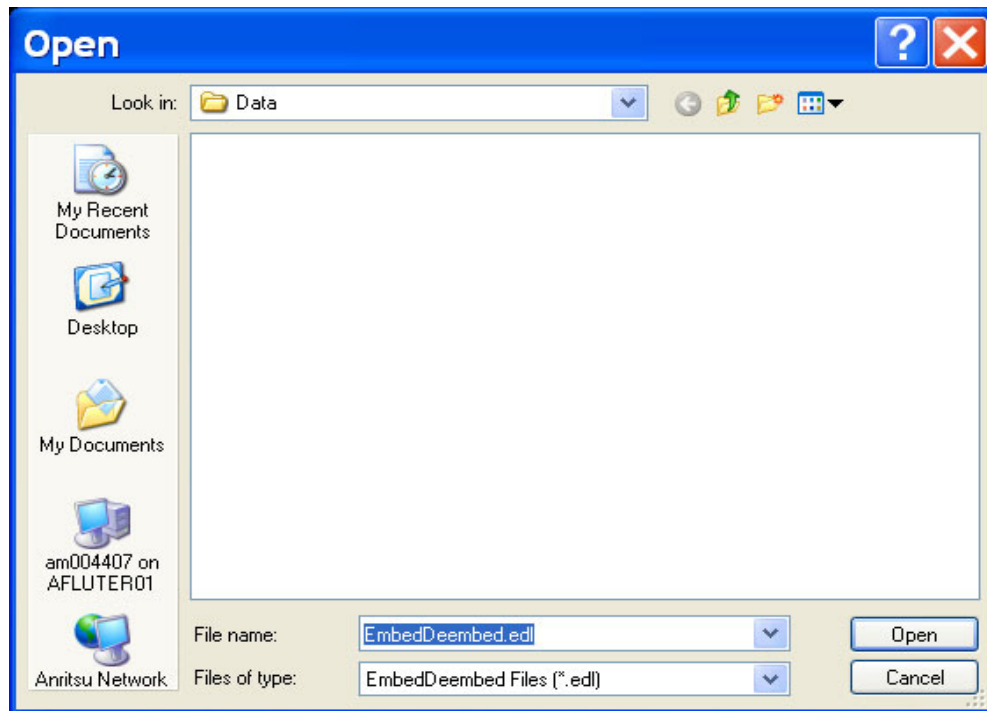 Open
Look in:
Data
My Recent
Documents
Desktop
My Documents
am004407 on
AFLUTER01
Anritsu Network
File name:
EmbedDeembed.edl
Open
Files of type:
EmbedDeembed Files (*.edl)
Cancel